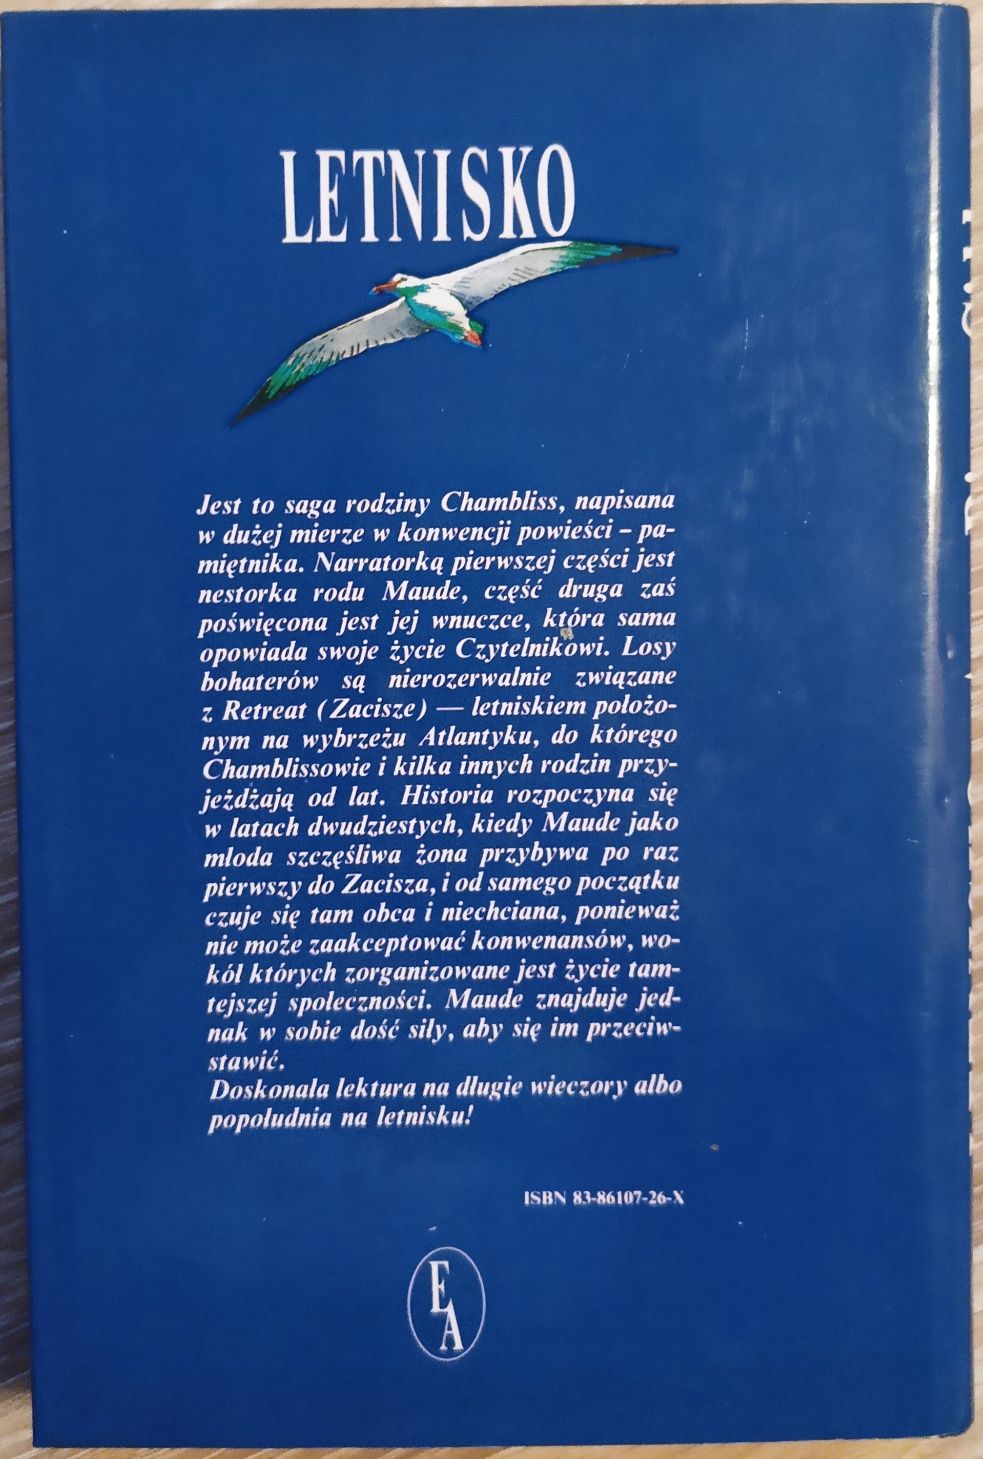 LETNISKO
Jest to saga rodziny Chambliss, napisana
w dużej mierze w konwencji powieści – pa-
miętnika. Narratorką pierwszej części jest
nestorka rodu Maude, część druga zaś
poświęcona jest jej wnuczce, która sama
opowiada swoje życie Czytelnikowi. Losy
bohaterów są nierozerwalnie związane
z Retreat (Zacisze) — letniskiem położo-
nym na wybrzeżu Atlantyku, do którego
Chamblissowie i kilka innych rodzin przy-
jeżdżają od lat. Historia rozpoczyna się
w latach dwudziestych, kiedy Maude jako
młoda szczęśliwa żona przybywa po raz
pierwszy do Zacisza, i od samego początku
czuje się tam obca i niechciana, ponieważ
nie może zaakceptować konwenansów, wo-
kół których zorganizowane jest życie tam-
tejszej społeczności. Maude znajduje jed-
nak w sobie dość siły, aby się im przeciw-
stawić.
Doskonała lektura na długie wieczory albo
popołudnia na letnisku!
ISBN 83-86107-26-X
E
A